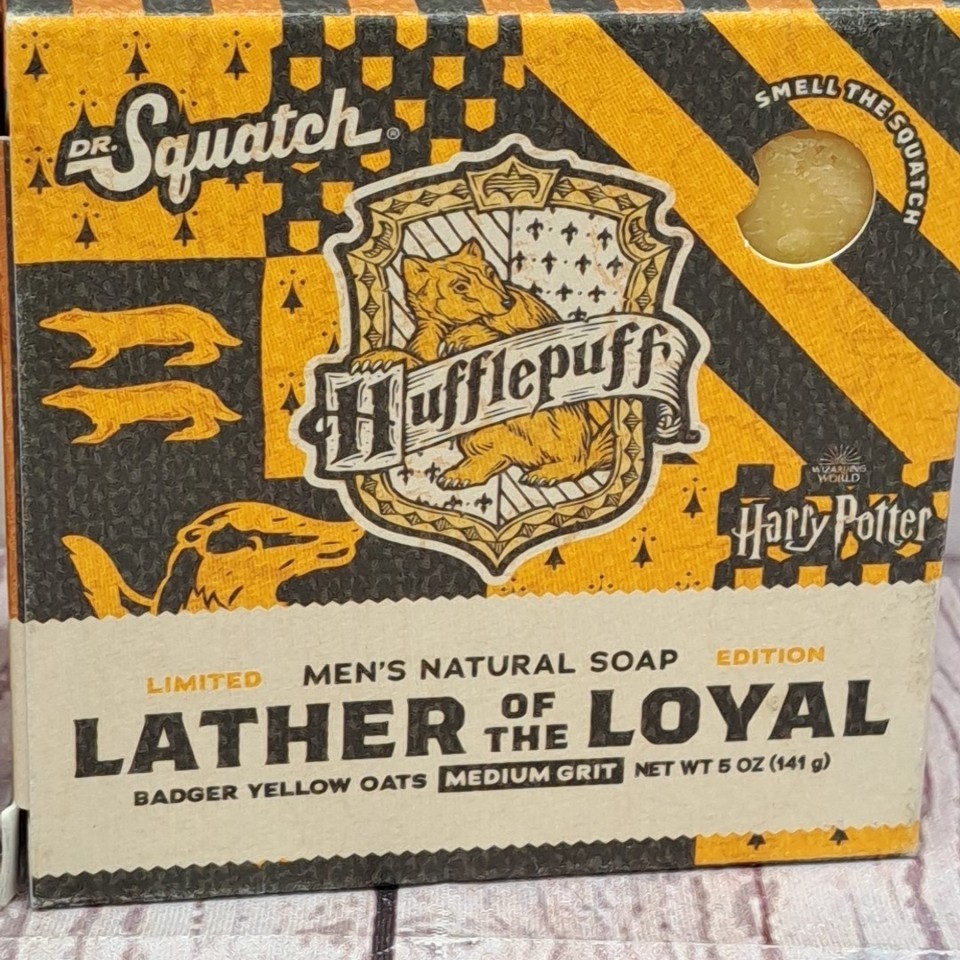 DR. Squatch®
SMELL THE SQUATCH
Hufflepuff
WIZARDING
WORLD
Harry Potter
LIMITED MEN'S NATURAL SOAP EDITION
LATHER OF THE LOYAL
BADGER YELLOW OATS MEDIUM GRIT NET WT 5 OZ (141 g)